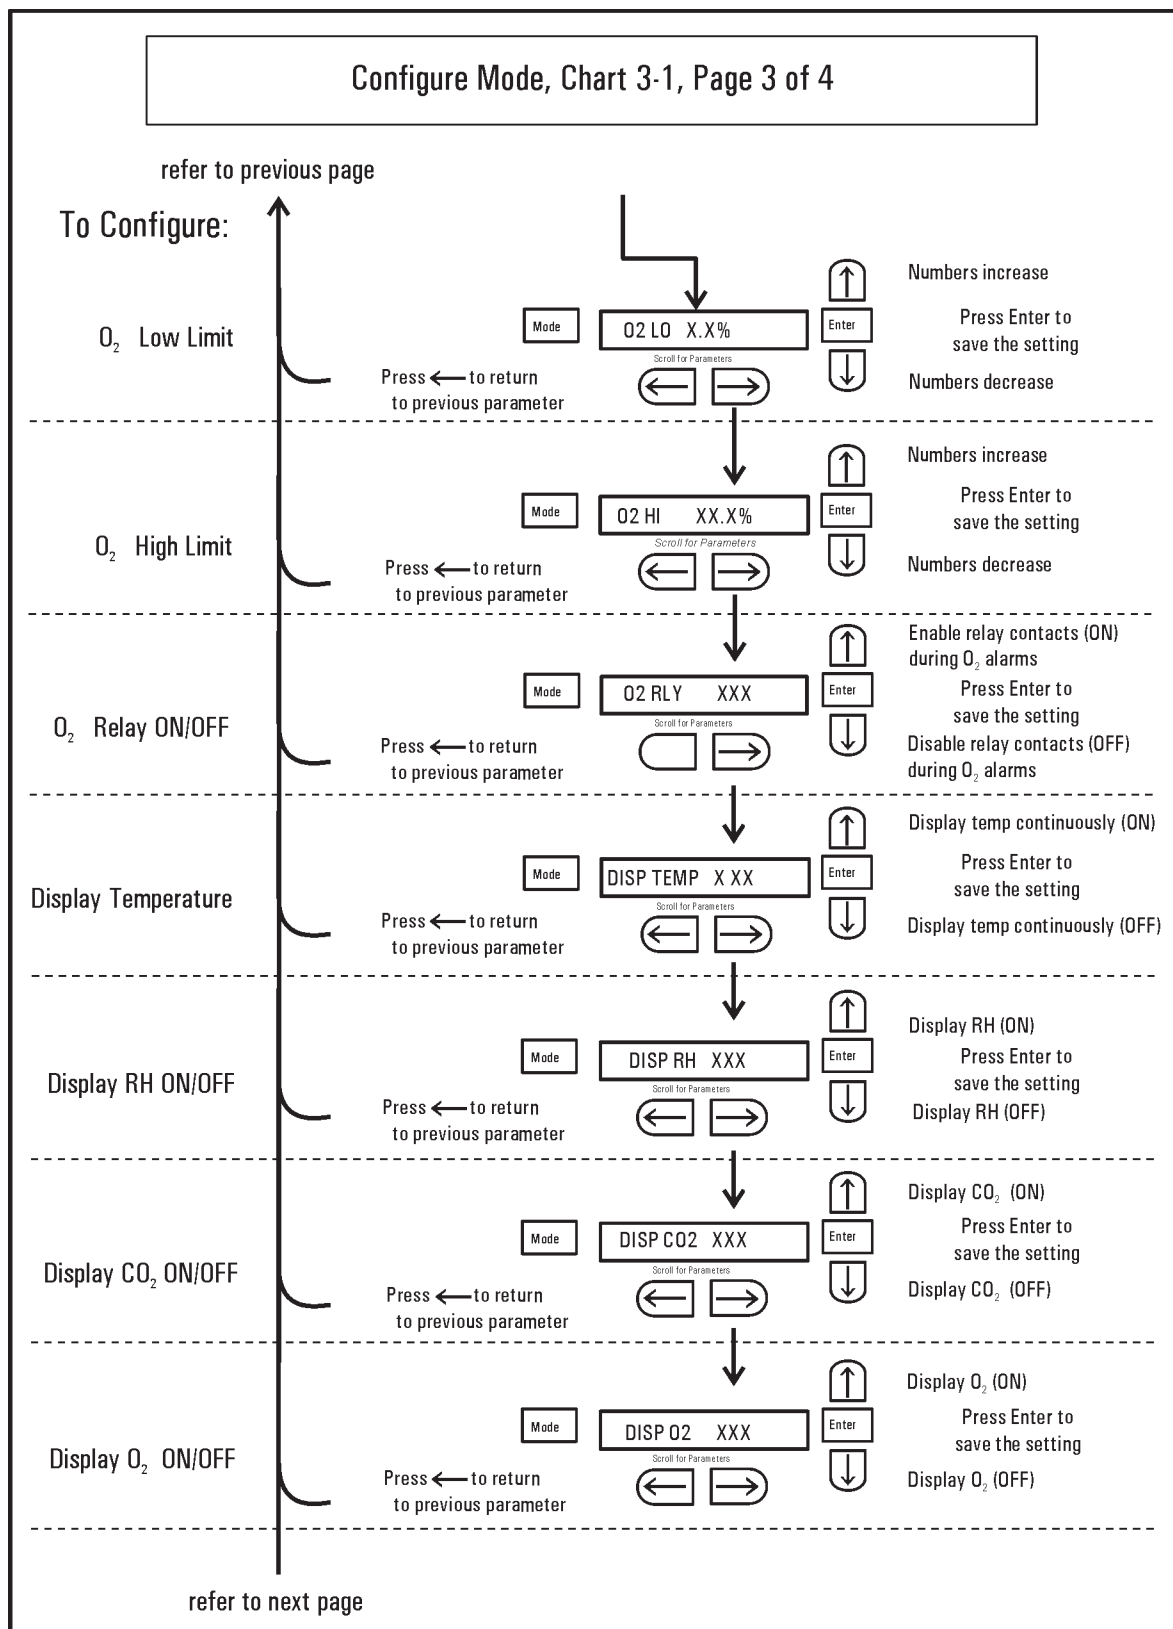 Configure Mode, Chart 3-1, Page 3 of 4
refer to previous page
To Configure:
O₂ Low Limit
Mode
O2 LO X.X%
Scroll for Parameters
Press ← to return
to previous parameter
Numbers increase
Enter
Press Enter to
save the setting
Numbers decrease
O₂ High Limit
Mode
O2 HI XX.X%
Scroll for Parameters
Press ← to return
to previous parameter
Numbers increase
Enter
Press Enter to
save the setting
Numbers decrease
O₂ Relay ON/OFF
Mode
O2 RLY XXX
Scroll for Parameters
Press ← to return
to previous parameter
Enable relay contacts (ON)
during O₂ alarms
Enter
Press Enter to
save the setting
Disable relay contacts (OFF)
during O₂ alarms
Display Temperature
Mode
DISP TEMP X XX
Scroll for Parameters
Press ← to return
to previous parameter
Display temp continuously (ON)
Enter
Press Enter to
save the setting
Display temp continuously (OFF)
Display RH ON/OFF
Mode
DISP RH XXX
Scroll for Parameters
Press ← to return
to previous parameter
Display RH (ON)
Enter
Press Enter to
save the setting
Display RH (OFF)
Display CO₂ ON/OFF
Mode
DISP CO2 XXX
Scroll for Parameters
Press ← to return
to previous parameter
Display CO₂ (ON)
Enter
Press Enter to
save the setting
Display CO₂ (OFF)
Display O₂ ON/OFF
Mode
DISP O2 XXX
Scroll for Parameters
Press ← to return
to previous parameter
Display O₂ (ON)
Enter
Press Enter to
save the setting
Display O₂ (OFF)
refer to next page